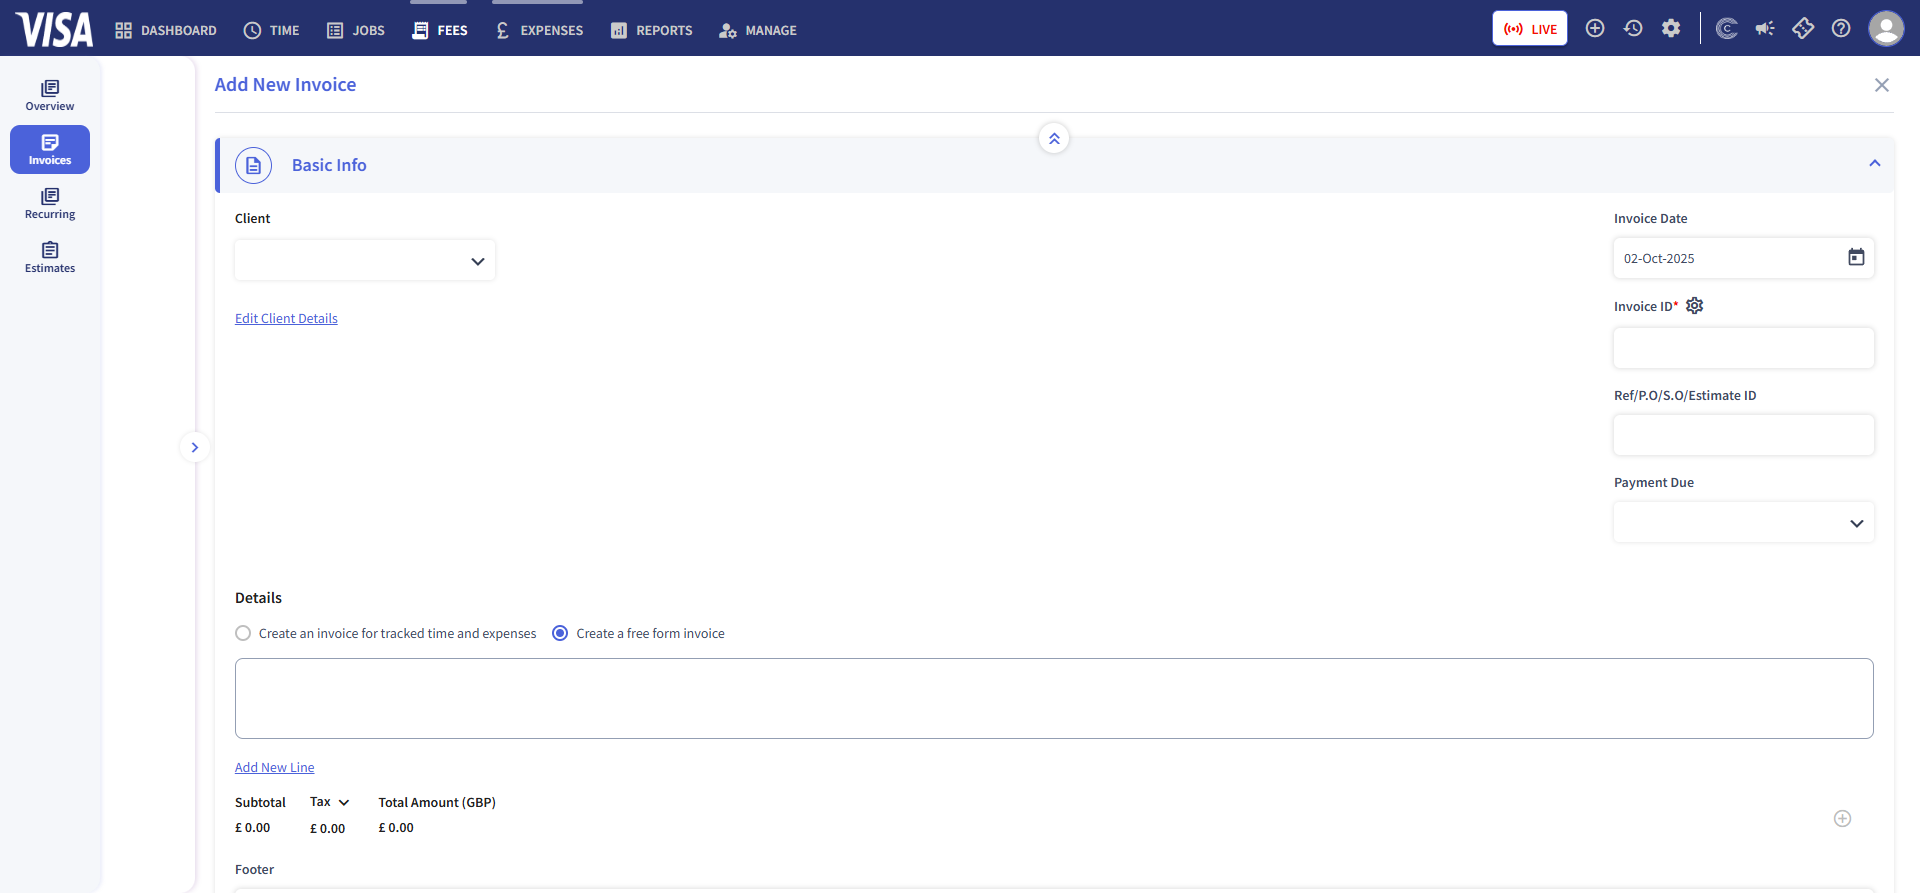 VISA
DASHBOARD
TIME
JOBS
FEES
£ EXPENSES
REPORTS
MANAGE
LIVE
Overview
Invoices
Recurring
Estimates
Add New Invoice
Basic Info
Client
Edit Client Details
Invoice Date
02-Oct-2025
Invoice ID*
Ref/P.O/S.O/Estimate ID
Payment Due
Details
Create an invoice for tracked time and expenses
Create a free form invoice
Add New Line
Subtotal Tax Total Amount (GBP)
£ 0.00 £ 0.00 £ 0.00
Footer